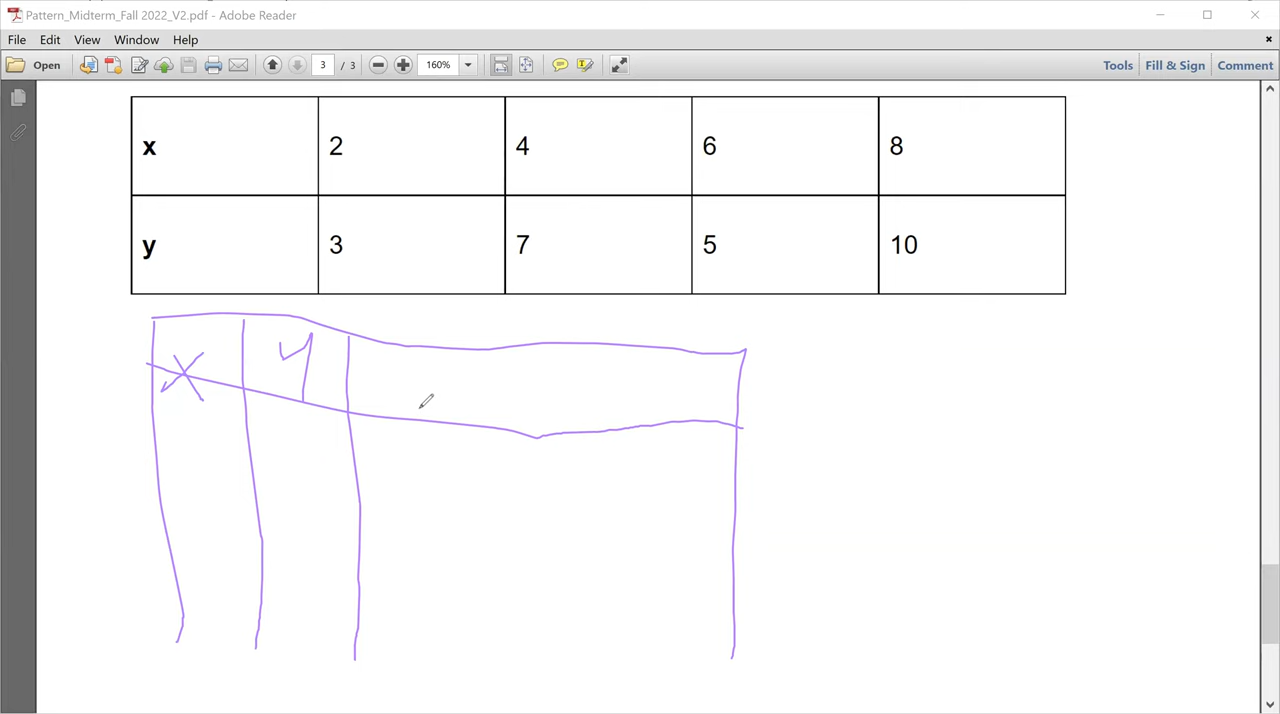 Pattern_Midterm_Fall 2022_V2.pdf - Adobe Reader
File Edit View Window Help
Open 3 / 3 160% Tools Fill & Sign Comment
x 2 4 6 8
y 3 7 5 10
x y